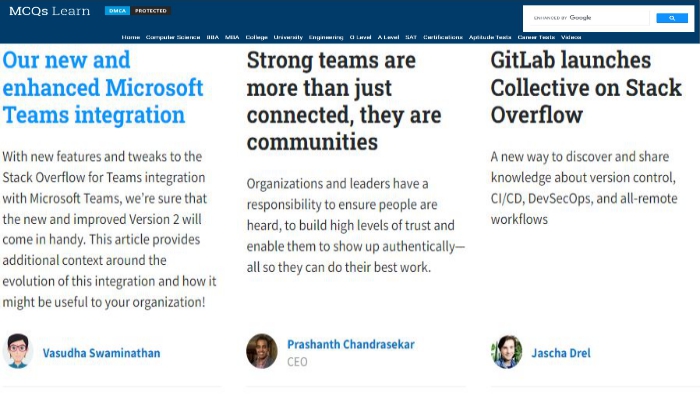 MCQs Learn
DMCA PROTECTED
ENHANCED BY Google
Home Computer Science BBA MBA College University Engineering O Level A Level SAT Certifications Aptitude Tests Career Tests Videos
Our new and
enhanced Microsoft
Teams integration
With new features and tweaks to the
Stack Overflow for Teams integration
with Microsoft Teams, we’re sure that
the new and improved Version 2 will
come in handy. This article provides
additional context around the
evolution of this integration and how it
might be useful to your organization!
Vasudha Swaminathan
Strong teams are
more than just
connected, they are
communities
Organizations and leaders have a
responsibility to ensure people are
heard, to build high levels of trust and
enable them to show up authentically—
all so they can do their best work.
Prashanth Chandrasekar
CEO
GitLab launches
Collective on Stack
Overflow
A new way to discover and share
knowledge about version control,
CI/CD, DevSecOps, and all-remote
workflows
Jascha Drel